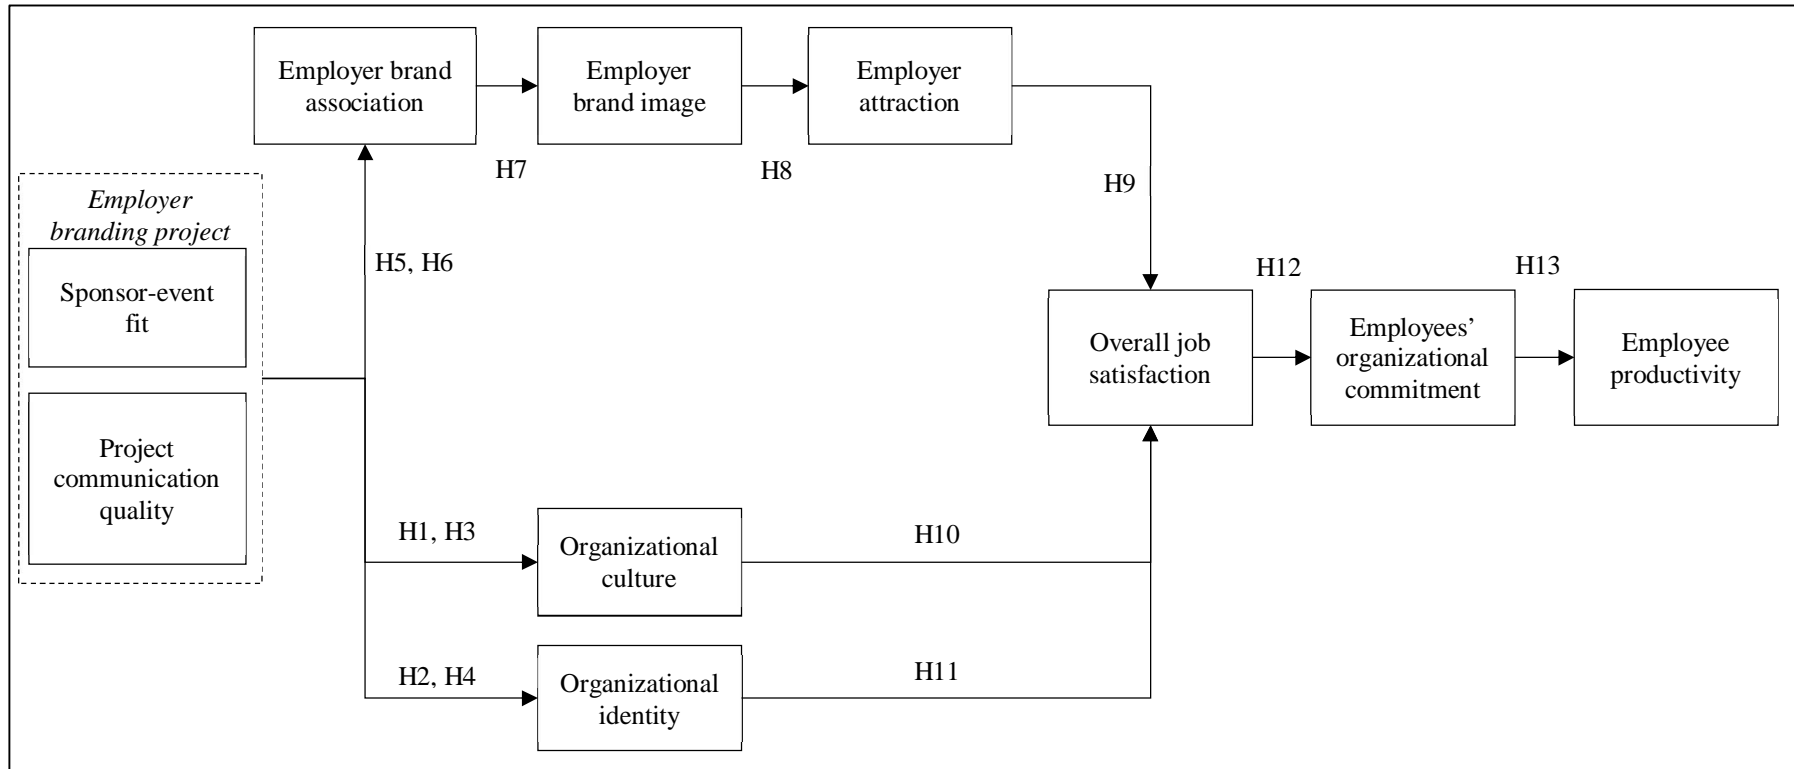 Employer brand
association
Employer
brand image
Employer
attraction
H7
H8
H9
Employer
branding project
Sponsor-event
fit
Project
communication
quality
H5, H6
H12
H13
Overall job
satisfaction
Employees’
organizational
commitment
Employee
productivity
H1, H3
Organizational
culture
H10
H2, H4
Organizational
identity
H11